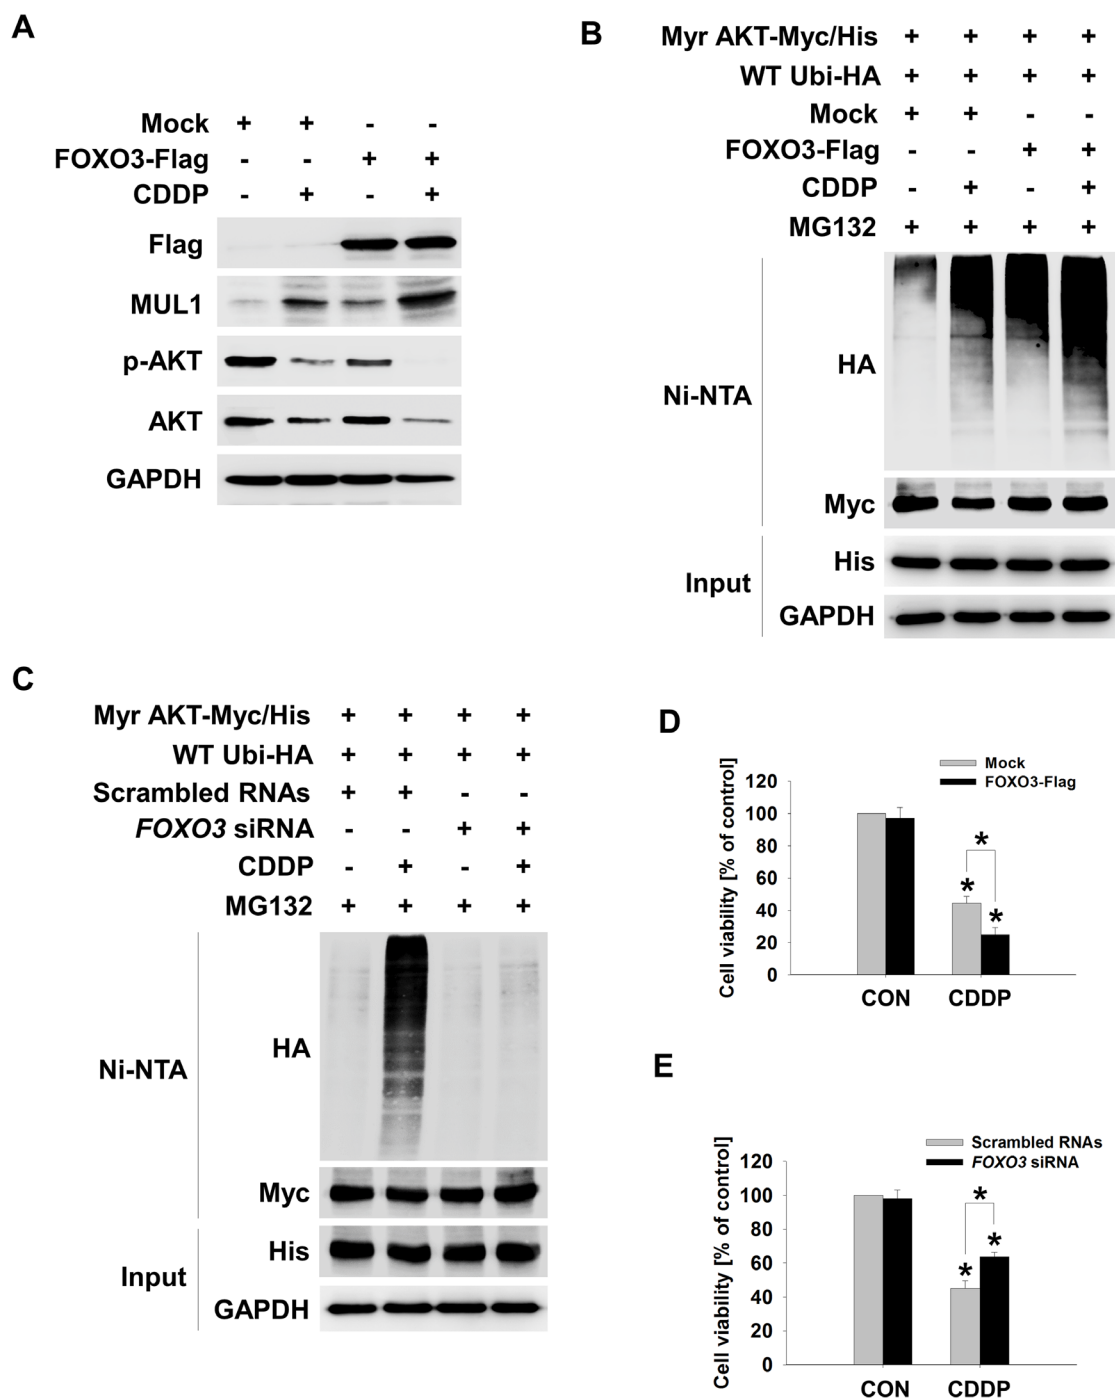 A
Mock + + - -
FOXO3-Flag - - + +
CDDP - + - +
Flag
MUL1
p-AKT
AKT
GAPDH
B
Myr AKT-Myc/His + + + +
WT Ubi-HA + + + +
Mock + + - -
FOXO3-Flag - - + +
CDDP - + - +
MG132 + + + +
HA
Ni-NTA
Myc
His
Input
GAPDH
C
Myr AKT-Myc/His + + + +
WT Ubi-HA + + + +
Scrambled RNAs + + - -
FOXO3 siRNA - - + +
CDDP - + - +
MG132 + + + +
HA
Ni-NTA
Myc
His
Input
GAPDH
D
Mock
FOXO3-Flag
Cell viability [% of control]
120
100
80
60
40
20
0
*
*
*
CON CDDP
E
Scrambled RNAs
FOXO3 siRNA
Cell viability [% of control]
120
100
80
60
40
20
0
*
*
*
CON CDDP